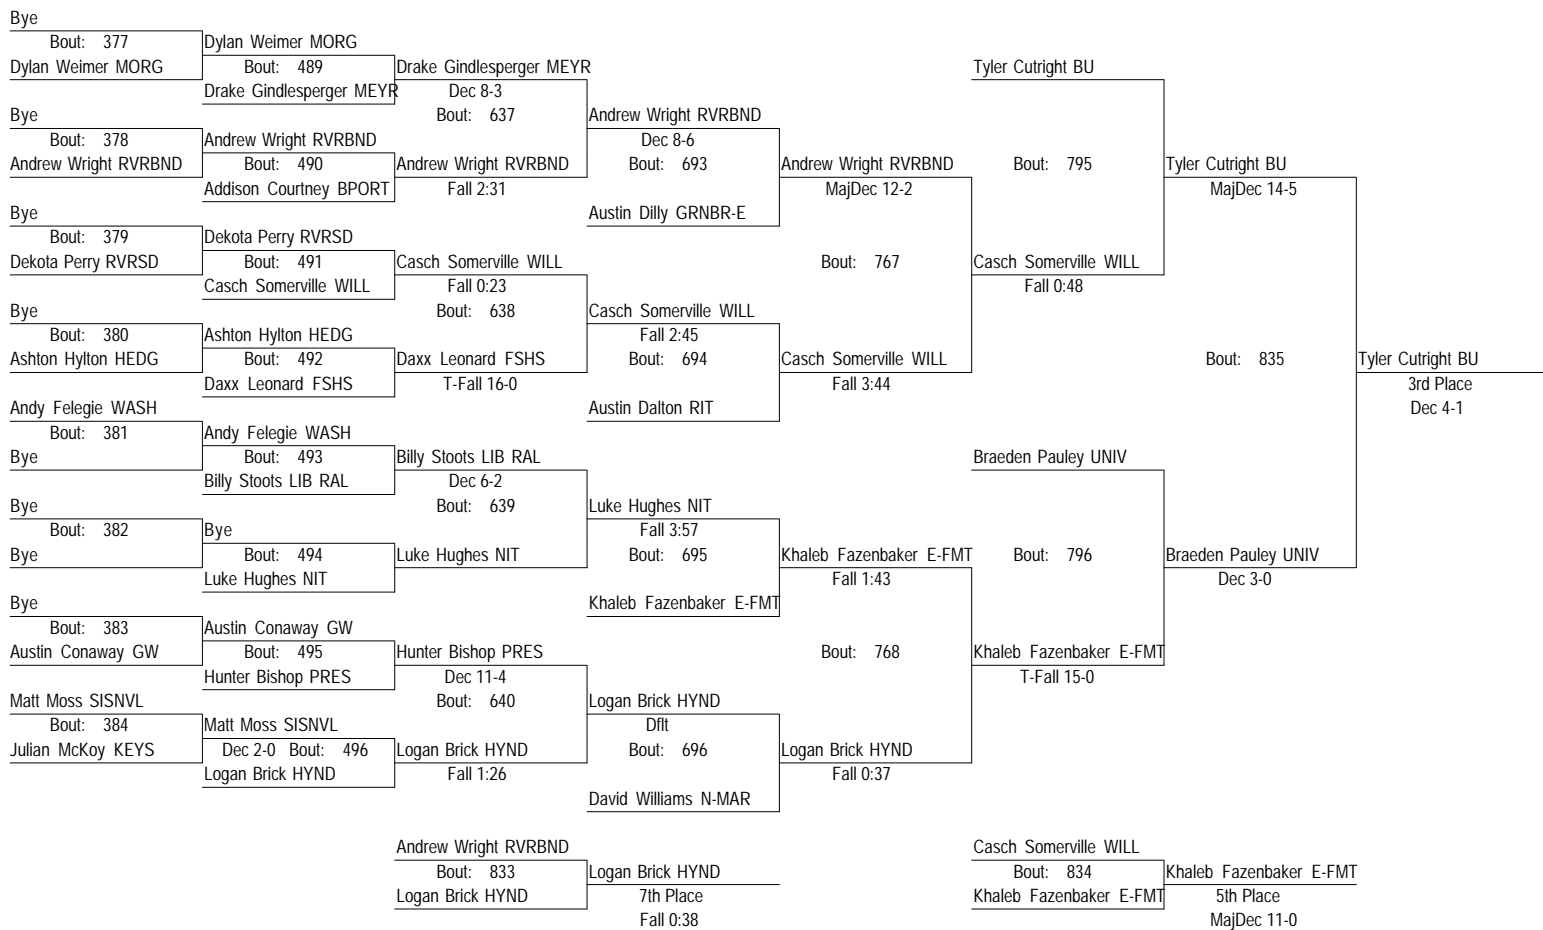 Bye
Bout: 377 Dylan Weimer MORG
Dylan Weimer MORG Bout: 489 Drake Gindlesperger MEYR Tyler Cutright BU
Drake Gindlesperger MEYR Dec 8-3
Bye Bout: 637 Andrew Wright RVRBND
Bout: 378 Andrew Wright RVRBND Dec 8-6
Andrew Wright RVRBND Bout: 490 Andrew Wright RVRBND Bout: 693 Andrew Wright RVRBND Bout: 795 Tyler Cutright BU
Addison Courtney BPORT Fall 2:31 MajDec 12-2 MajDec 14-5
Bye Austin Dilly GRNBR-E
Bout: 379 Dekota Perry RVRSD
Dekota Perry RVRSD Bout: 491 Casch Somerville WILL Bout: 767 Casch Somerville WILL
Casch Somerville WILL Fall 0:23 Fall 0:48
Bye Bout: 638 Casch Somerville WILL
Bout: 380 Ashton Hylton HEDG Fall 2:45
Ashton Hylton HEDG Bout: 492 Daxx Leonard FSHS Bout: 694 Casch Somerville WILL Bout: 835 Tyler Cutright BU
Daxx Leonard FSHS T-Fall 16-0 Fall 3:44 3rd Place
Andy Felegie WASH Austin Dalton RIT Dec 4-1
Bout: 381 Andy Felegie WASH
Bye Bout: 493 Billy Stoots LIB RAL Braeden Pauley UNIV
Billy Stoots LIB RAL Dec 6-2
Bye Bout: 639 Luke Hughes NIT
Bout: 382 Bye Fall 3:57
Bye Bout: 494 Luke Hughes NIT Bout: 695 Khaleb Fazenbaker E-FMT Bout: 796 Braeden Pauley UNIV
Luke Hughes NIT Fall 1:43 Dec 3-0
Bye Khaleb Fazenbaker E-FMT
Bout: 383 Austin Conaway GW
Austin Conaway GW Bout: 495 Hunter Bishop PRES Bout: 768 Khaleb Fazenbaker E-FMT
Hunter Bishop PRES Dec 11-4 T-Fall 15-0
Matt Moss SISNVL Bout: 640 Logan Brick HYND
Bout: 384 Matt Moss SISNVL Dflt
Julian McKoy KEYS Dec 2-0 Bout: 496 Logan Brick HYND Bout: 696 Logan Brick HYND
Logan Brick HYND Fall 1:26 Fall 0:37
David Williams N-MAR
Andrew Wright RVRBND Casch Somerville WILL
Bout: 833 Logan Brick HYND Bout: 834 Khaleb Fazenbaker E-FMT
Logan Brick HYND 7th Place Khaleb Fazenbaker E-FMT 5th Place
Fall 0:38 MajDec 11-0